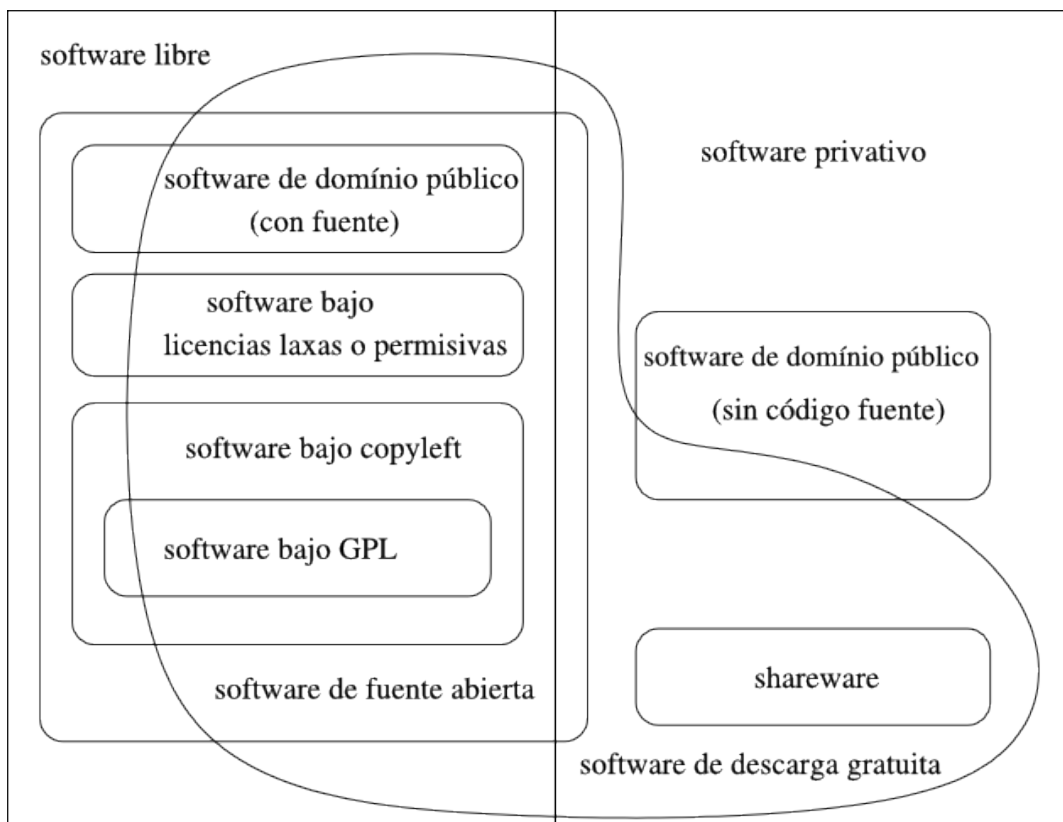 software libre
software de domínio público
(con fuente)
software bajo
licencias laxas o permisivas
software bajo copyleft
software bajo GPL
software de fuente abierta
software privativo
software de domínio público
(sin código fuente)
shareware
software de descarga gratuita